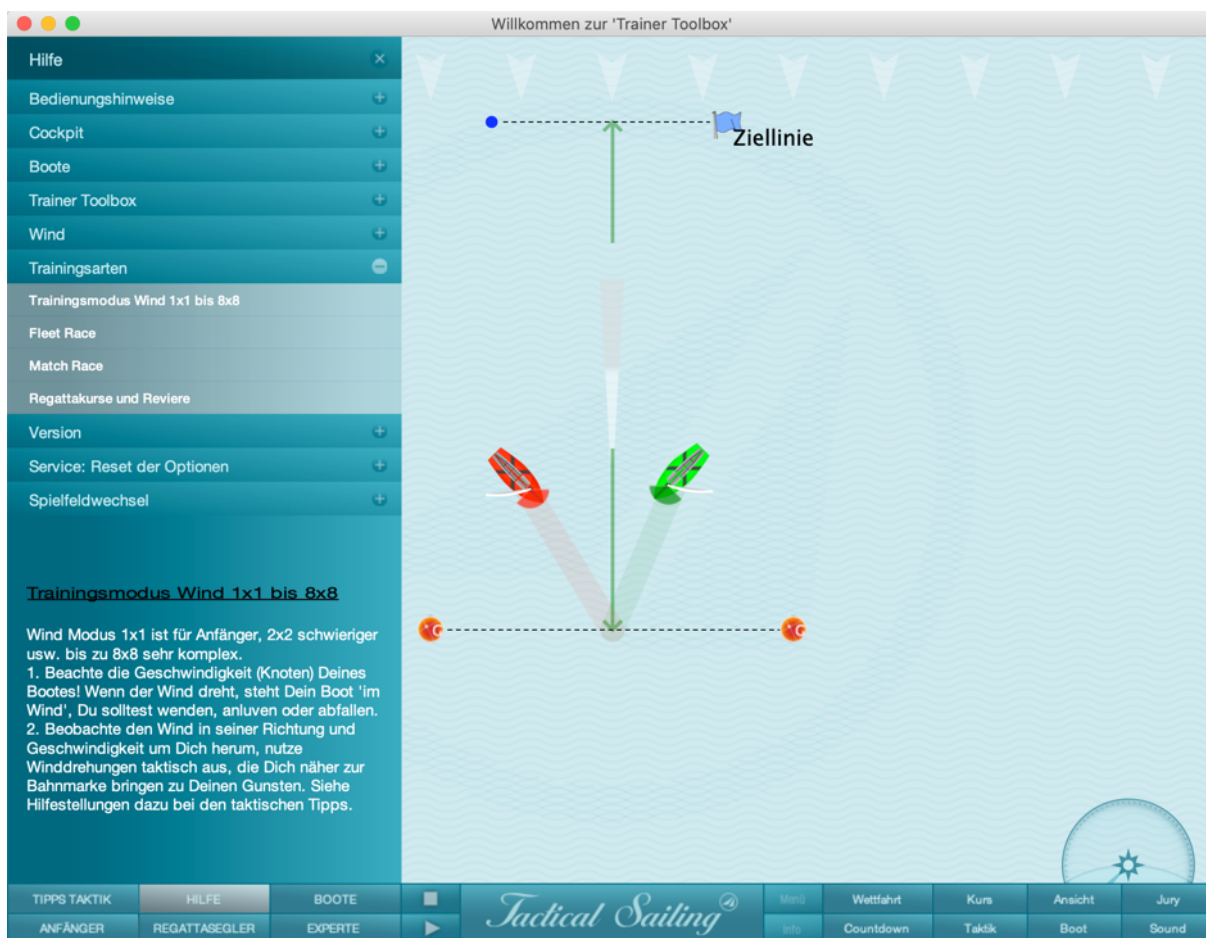 Willkommen zur 'Trainer Toolbox'
Hilfe
Bedienungshinweise
Cockpit
Boote
Trainer Toolbox
Wind
Trainingsarten
Trainingsmodus Wind 1x1 bis 8x8
Fleet Race
Match Race
Regattakurse und Reviere
Version
Service: Reset der Optionen
Spielfeldwechsel
Trainingsmodus Wind 1x1 bis 8x8
Wind Modus 1x1 ist für Anfänger, 2x2 schwieriger
usw. bis zu 8x8 sehr komplex.
1. Beachte die Geschwindigkeit (Knoten) Deines
Bootes! Wenn der Wind dreht, steht Dein Boot 'im
Wind', Du solltest wenden, anluven oder abfallen.
2. Beobachte den Wind in seiner Richtung und
Geschwindigkeit um Dich herum, nutze
Winddrehungen taktisch aus, die Dich näher zur
Bahnmarke bringen zu Deinen Gunsten. Siehe
Hilfestellungen dazu bei den taktischen Tipps.
Ziellinie
TIPPS TAKTIK HILFE BOOTE
ANFÄNGER REGATTASEGLER EXPERTE
Tactical Sailing
Menü Wettfahrt Kurs Ansicht Jury
Info Countdown Taktik Boot Sound